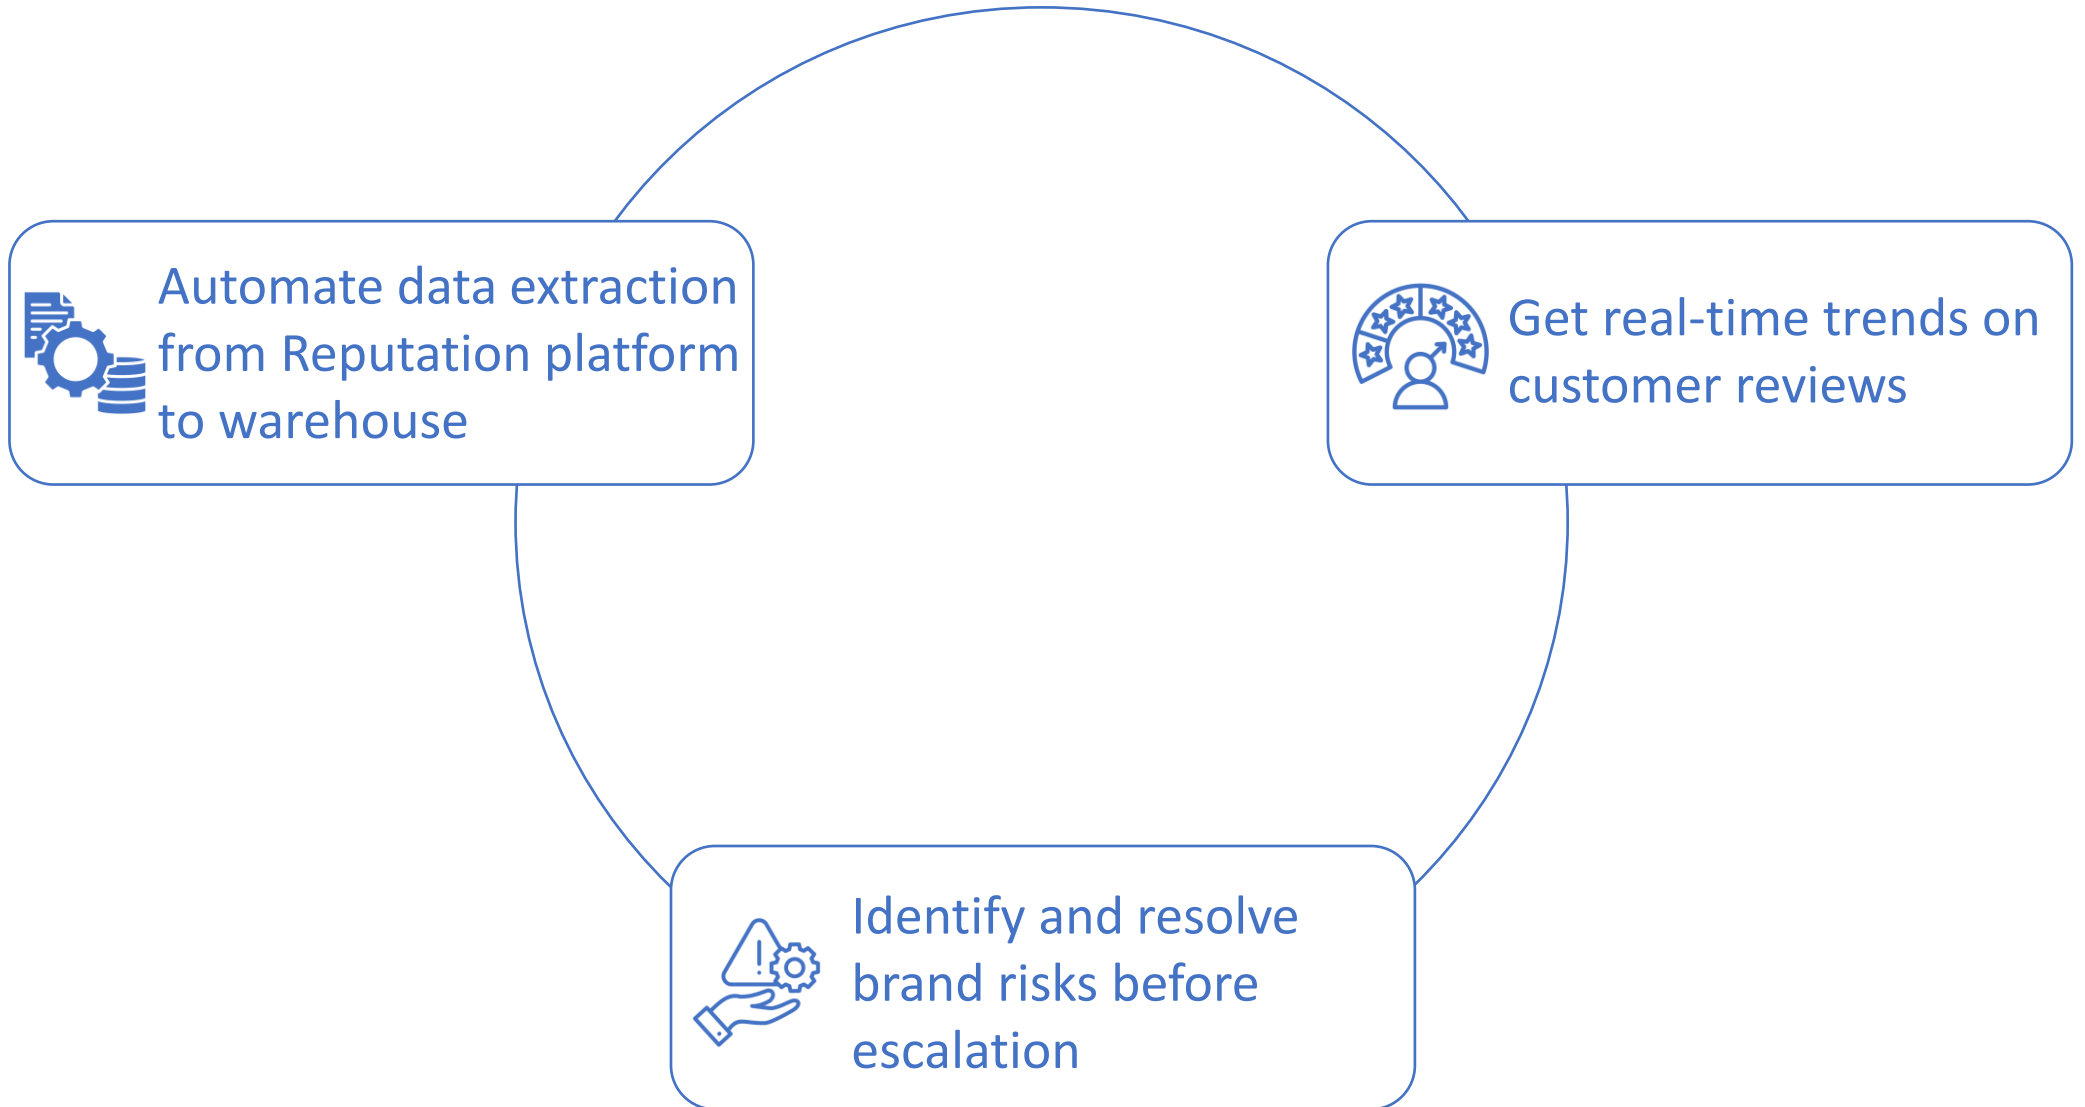 Automate data extraction
from Reputation platform
to warehouse
Get real-time trends on
customer reviews
Identify and resolve
brand risks before
escalation